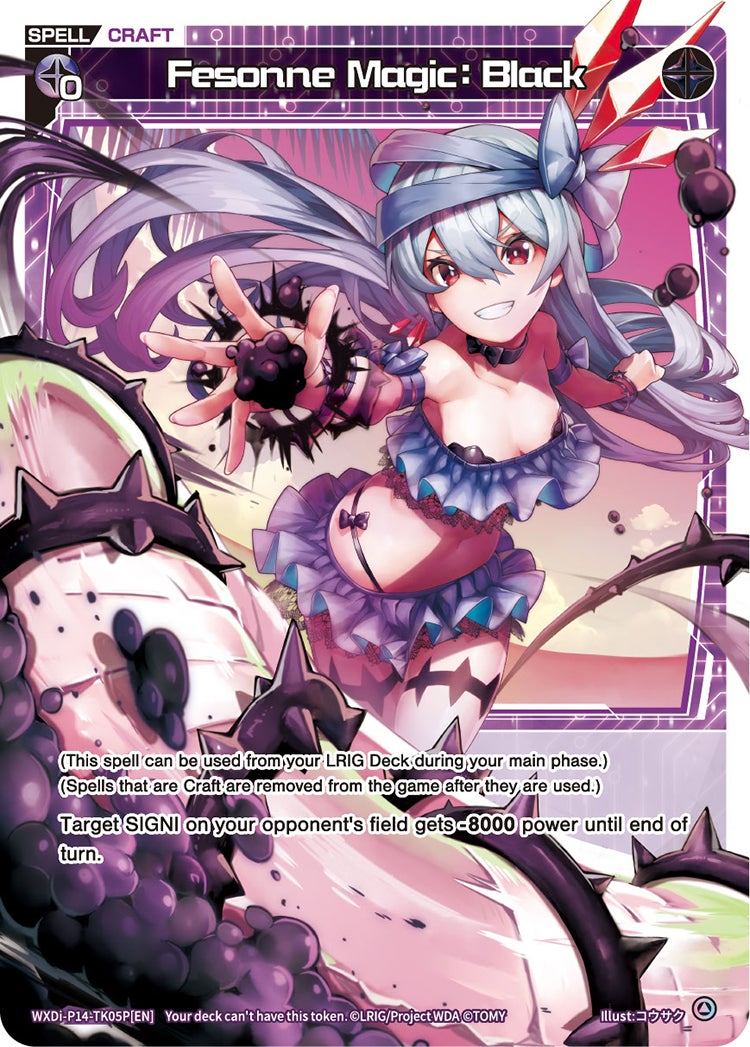 SPELL CRAFT
0
Fesonne Magic: Black
(This spell can be used from your LRIG Deck during your main phase.)
(Spells that are Craft are removed from the game after they are used.)
Target SIGNI on your opponent's field gets -8000 power until end of
turn.
WXDi-P14-TK05P[EN] Your deck can't have this token. ©LRIG/Project WDA ©TOMY Illust:コウサク